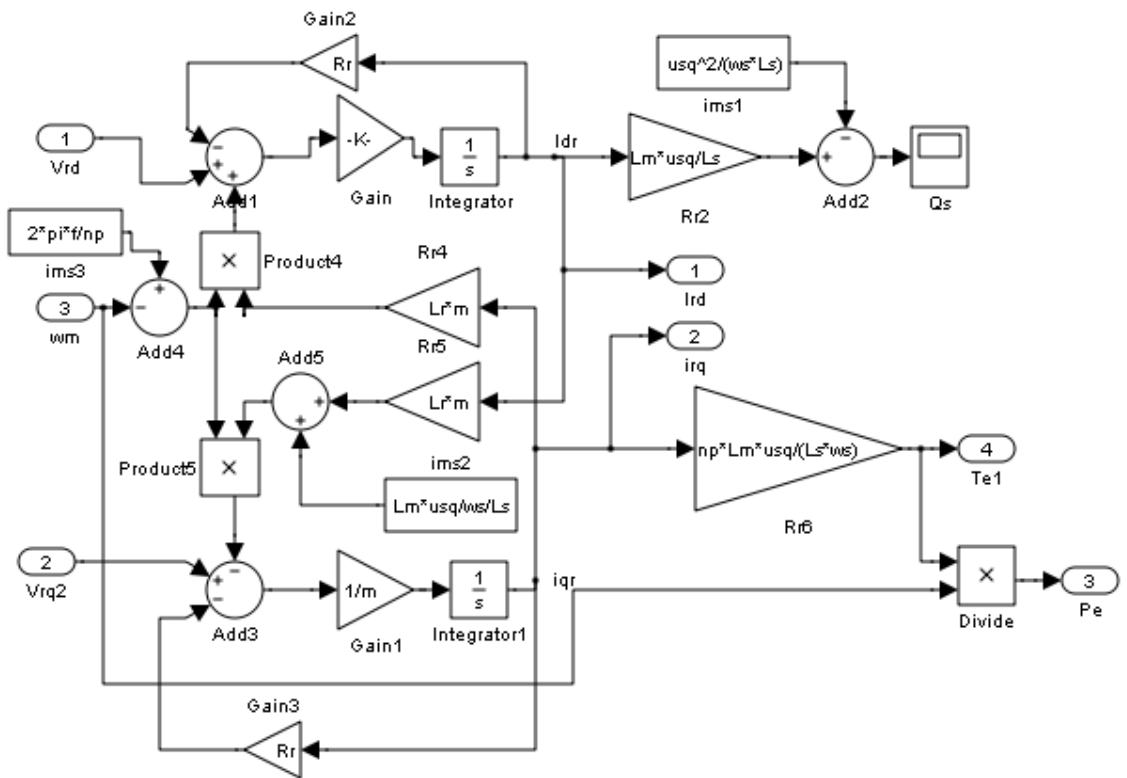 Gain2
Rr
usq^2/(ws*Ls)
ims1
1
Vrd
-K-
1
s
Idr
Lm*usq/Ls
Add1
Gain
Integrator
Add2
Qs
Rr2
2*pi*f/np
ims3
×
Product4
Rr4
1
Ird
3
wm
Lr*m
Add4
Rr5
2
irq
Add5
Lr*m
Product5
×
ims2
np*Lm*usq/(Ls*ws)
4
Te1
Lm*usq/ws/Ls
Rr6
2
Vrq2
1/m
1
s
iqr
×
3
Pe
Add3
Gain1
Integrator1
Divide
Gain3
Rr